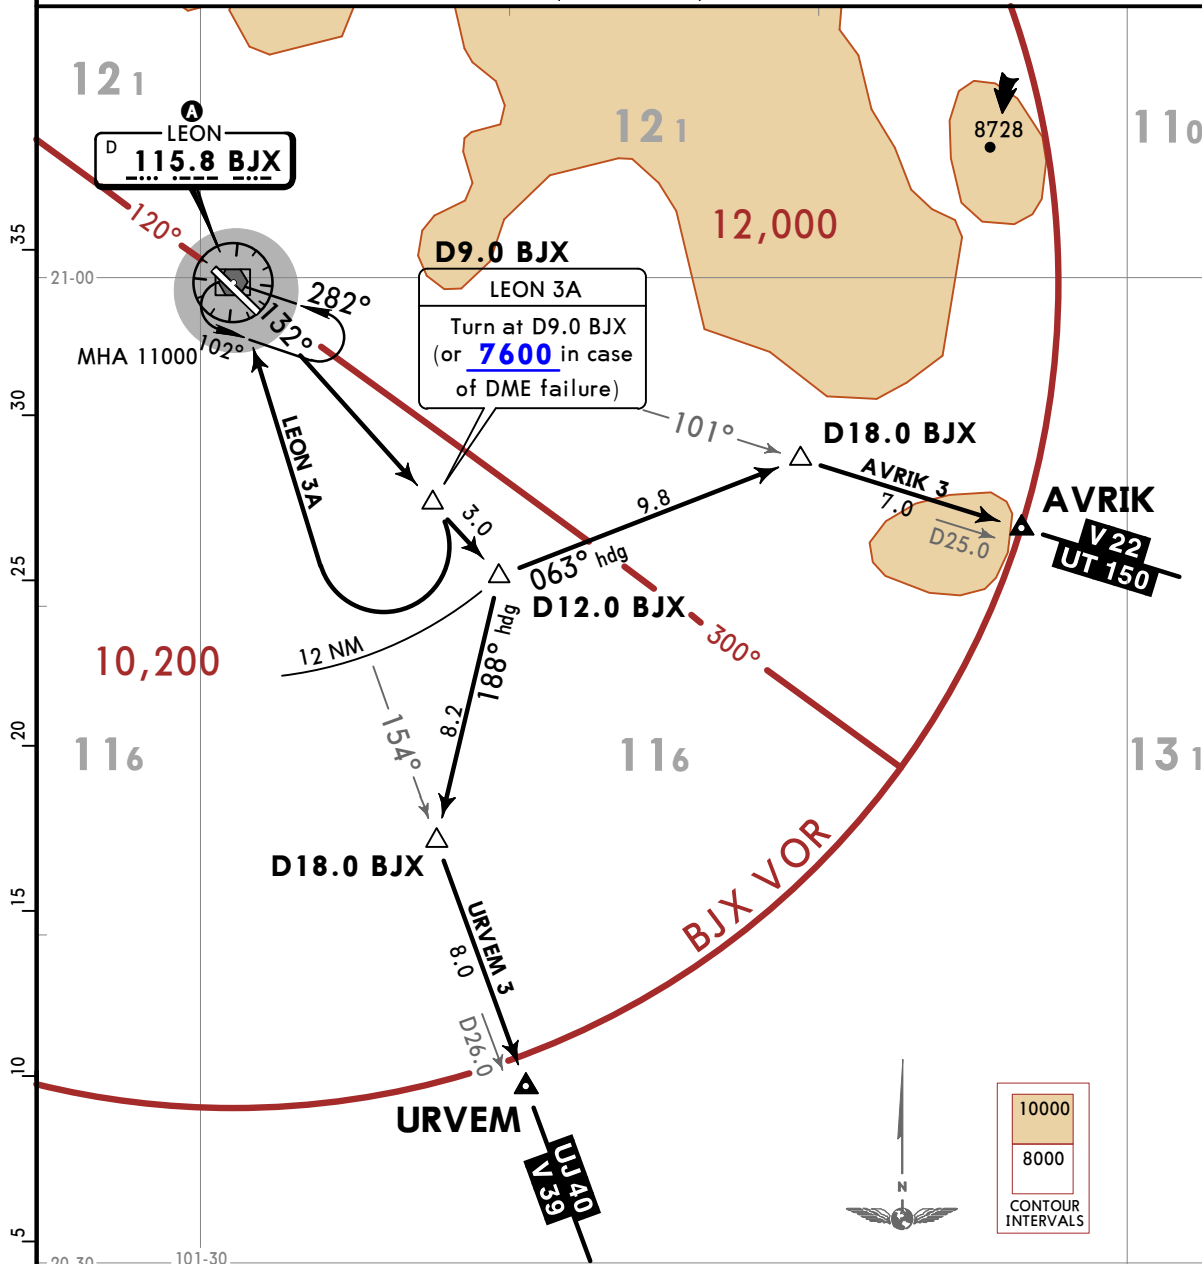 12 1
A
LEON
D 115.8 BJX
12 1
8728
11 0
120°
12,000
35
21-00
D9.0 BJX
LEON 3A
Turn at D9.0 BJX
(or 7600 in case
of DME failure)
282°
132°
102°
MHA 11000
30
101°
D18.0 BJX
LEON 3A
AVRIK 3
7.0
AVRIK
9.8
3.0
D25.0
V 22
UT 150
25
063° hdg
D12.0 BJX
12 NM
188° hdg
300°
10,200
8.2
154°
20
11 6
11 6
13 1
D18.0 BJX
BJX VOR
15
URVEM 3
8.0
D26.0
10
URVEM
UJ 40
V 39
10000
8000
N
CONTOUR
INTERVALS
5
20-30
101-30